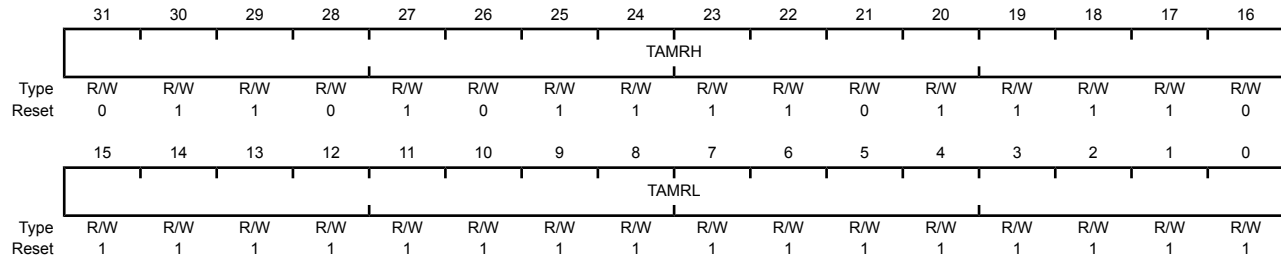 31 30 29 28 27 26 25 24 23 22 21 20 19 18 17 16
TAMRH
Type R/W R/W R/W R/W R/W R/W R/W R/W R/W R/W R/W R/W R/W R/W R/W R/W
Reset 0 1 1 0 1 0 1 1 1 1 0 1 1 1 1 0
15 14 13 12 11 10 9 8 7 6 5 4 3 2 1 0
TAMRL
Type R/W R/W R/W R/W R/W R/W R/W R/W R/W R/W R/W R/W R/W R/W R/W R/W
Reset 1 1 1 1 1 1 1 1 1 1 1 1 1 1 1 1